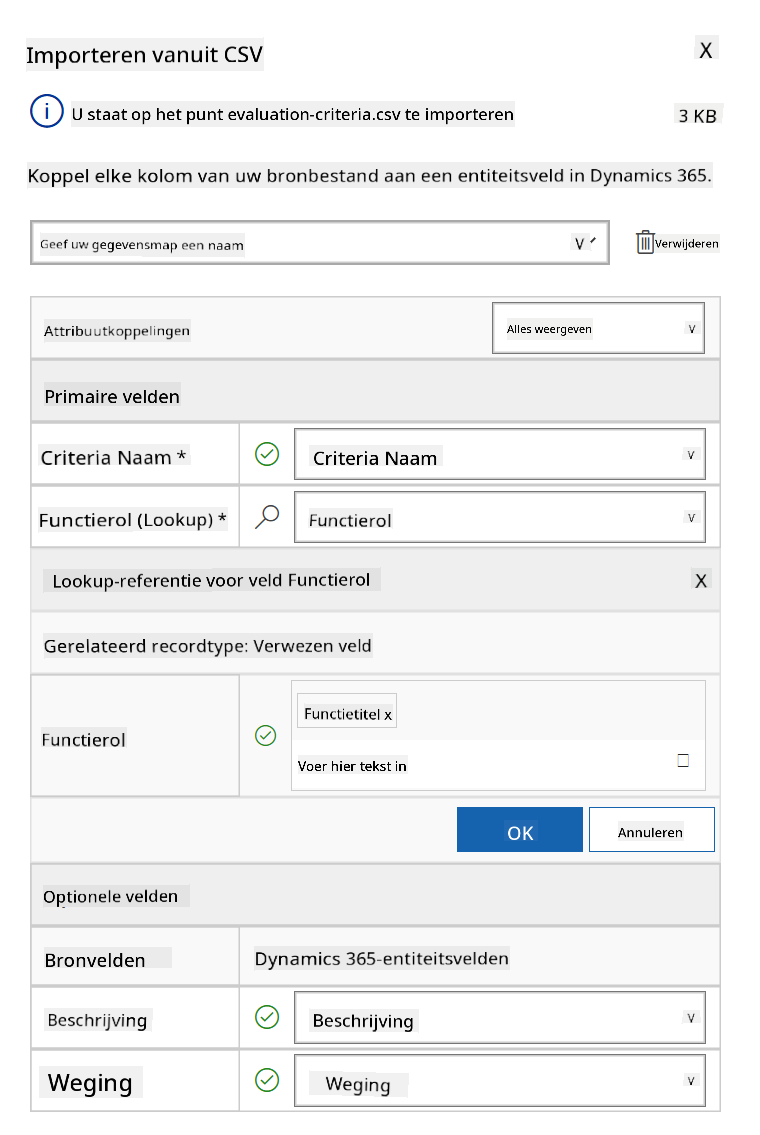 Importeren vanuit CSV X
U staat op het punt evaluation-criteria.csv te importeren 3 KB
Koppel elke kolom van uw bronbestand aan een entiteitsveld in Dynamics 365.
Geef uw gegevensmap een naam V Verwijderen
Attribuutkoppelingen Alles weergeven V
Primaire velden
Criteria Naam * Criteria Naam V
Functierol (Lookup) * Functierol V
Lookup-referentie voor veld Functierol X
Gerelateerd recordtype: Verwezen veld
Functietitel x
Functierol
Voer hier tekst in
OK Annuleren
Optionele velden
Bronvelden Dynamics 365-entiteitsvelden
Beschrijving Beschrijving V
Weging Weging V